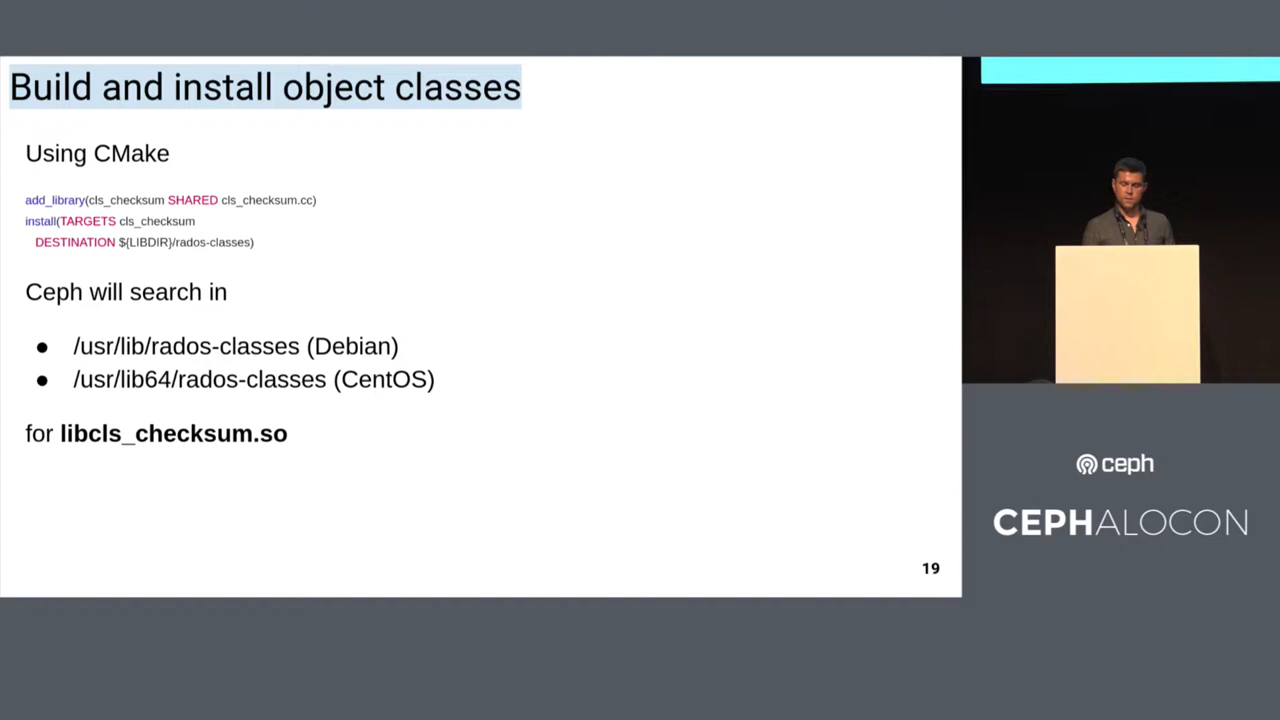 Build and install object classes
Using CMake
add_library(cls_checksum SHARED cls_checksum.cc)
install(TARGETS cls_checksum
DESTINATION ${LIBDIR}/rados-classes)
Ceph will search in
● /usr/lib/rados-classes (Debian)
● /usr/lib64/rados-classes (CentOS)
for libcls_checksum.so
19
ceph
CEPHALOCON